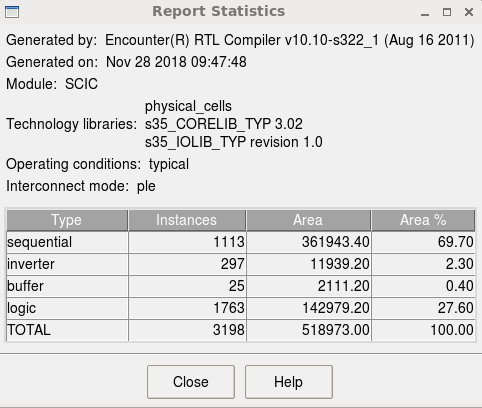 Report Statistics
Generated by: Encounter(R) RTL Compiler v10.10-s322_1 (Aug 16 2011)
Generated on: Nov 28 2018 09:47:48
Module: SCIC
physical_cells
Technology libraries: s35_CORELIB_TYP 3.02
s35_IOLIB_TYP revision 1.0
Operating conditions: typical
Interconnect mode: ple
Type Instances Area Area %
sequential 1113 361943.40 69.70
inverter 297 11939.20 2.30
buffer 25 2111.20 0.40
logic 1763 142979.20 27.60
TOTAL 3198 518973.00 100.00
Close Help